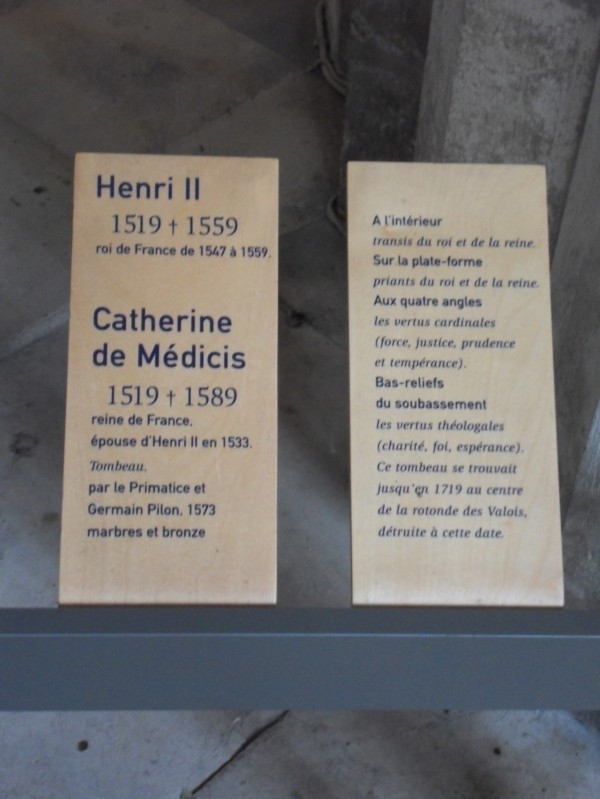 Henri II
1519 † 1559
roi de France de 1547 à 1559.
Catherine
de Médicis
1519 † 1589
reine de France,
épouse d'Henri II en 1533.
Tombeau,
par le Primatice et
Germain Pilon, 1573
marbres et bronze
A l'intérieur
transis du roi et de la reine.
Sur la plate-forme
priants du roi et de la reine.
Aux quatre angles
les vertus cardinales
(force, justice, prudence
et tempérance).
Bas-reliefs
du soubassement
les vertus théologales
(charité, foi, espérance).
Ce tombeau se trouvait
jusqu'en 1719 au centre
de la rotonde des Valois,
détruite à cette date.